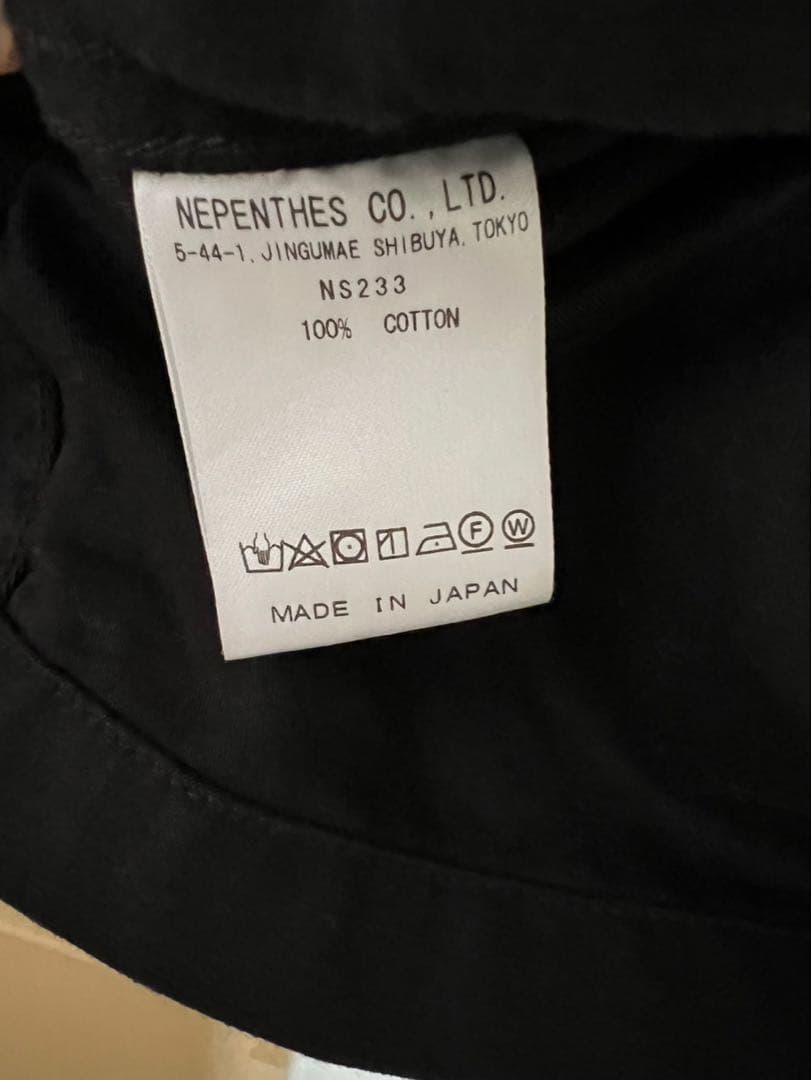 NEPENTHES CO.,LTD.
5-44-1, JINGUMAE SHIBUYA, TOKYO
NS233
100% COTTON
F W
MADE IN JAPAN